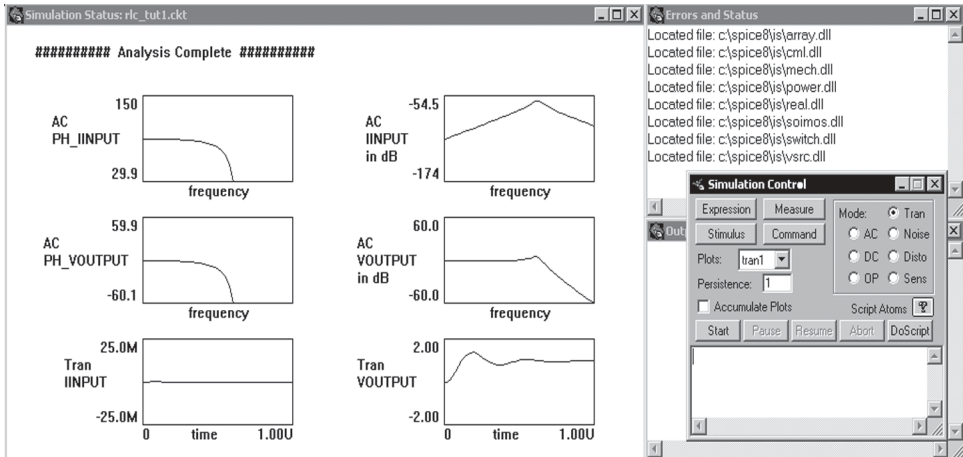 Simulation Status: rlc_tut1.ckt
########## Analysis Complete ##########
150
AC
PH_IINPUT
29.9
frequency
-54.5
AC
IINPUT
in dB
-174
frequency
59.9
AC
PH_VOUTPUT
-60.1
frequency
60.0
AC
VOUTPUT
in dB
-60.0
frequency
25.0M
Tran
IINPUT
-25.0M
0 time 1.00U
2.00
Tran
VOUTPUT
-2.00
0 time 1.00U
Errors and Status
Located file: c:\spice8\is\array.dll
Located file: c:\spice8\is\cml.dll
Located file: c:\spice8\is\mech.dll
Located file: c:\spice8\is\power.dll
Located file: c:\spice8\is\real.dll
Located file: c:\spice8\is\soimos.dll
Located file: c:\spice8\is\switch.dll
Located file: c:\spice8\is\vsrc.dll
Out
Simulation Control
Expression Measure
Stimulus Command
Plots: tran1
Persistence: 1
Accumulate Plots
Mode: Tran
AC Noise
DC Disto
OP Sens
Script Atoms
Start Pause Resume Abort DoScript